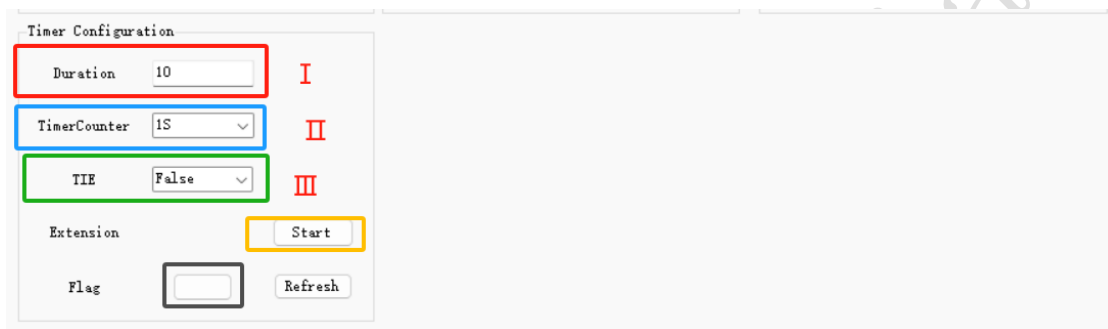 Timer Configuration
Duration 10 I
TimerCounter 1S II
TIE False III
Extension Start
Flag Refresh